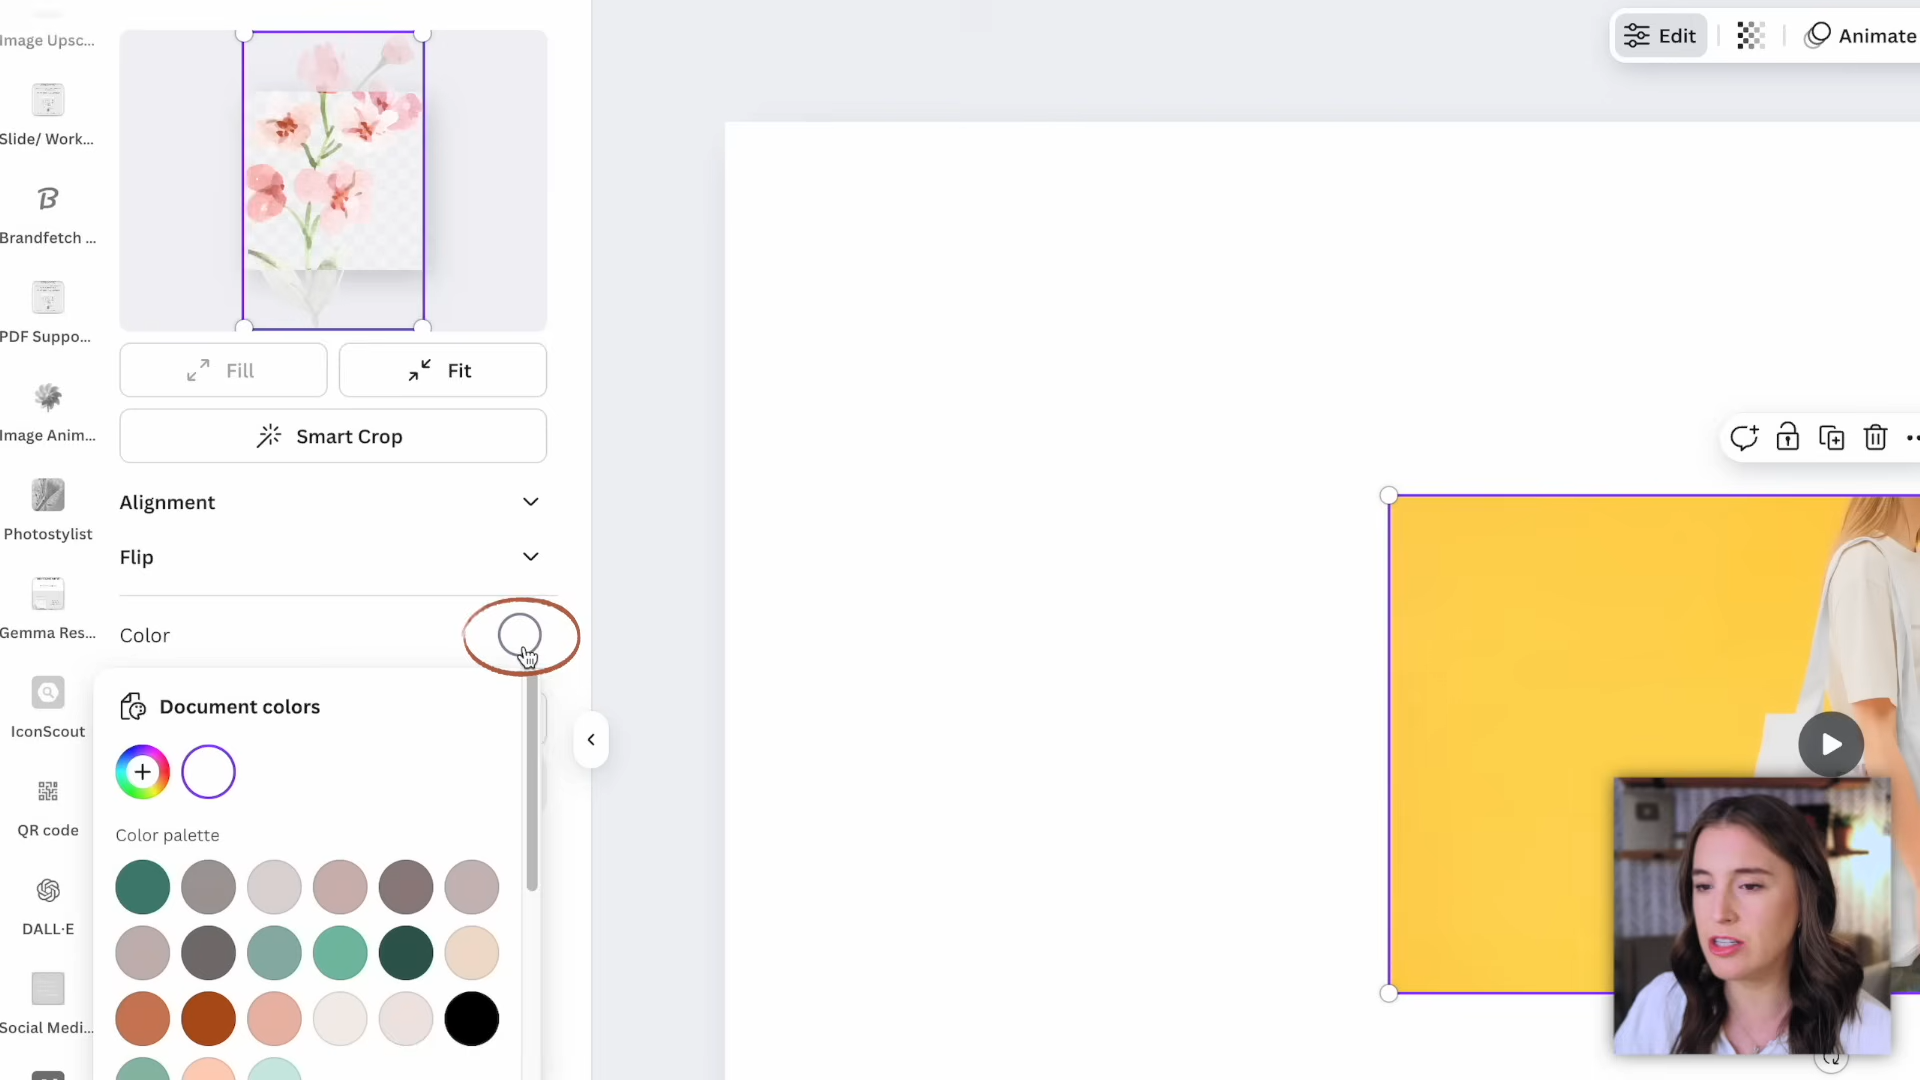 Image Upsc...
Slide/ Work...
Brandfetch ...
PDF Suppo...
Image Anim...
Photostylist
Gemma Res...
IconScout
QR code
DALL·E
Social Medi...
Fill
Fit
Smart Crop
Alignment
Flip
Color
Document colors
Color palette
Edit
Animate